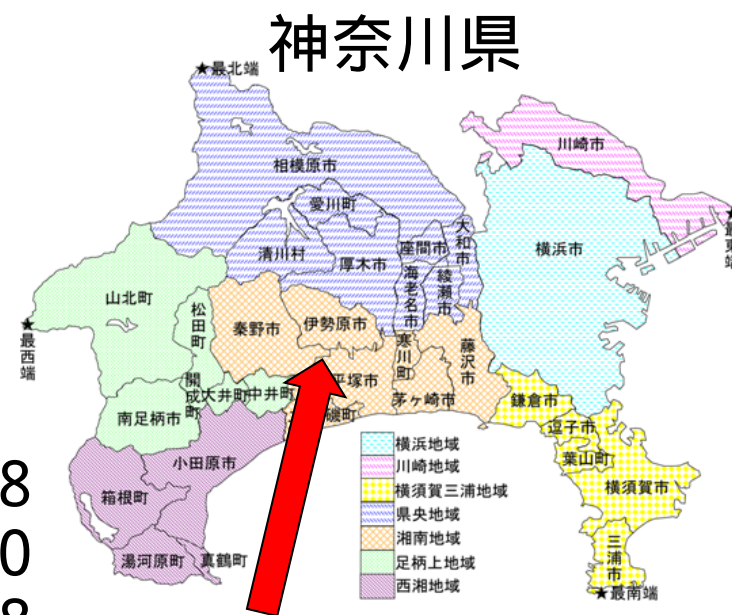 神奈川県
★最北端
川崎市
相模原市
愛川町
大和市
★最東端
座間市
横浜市
清川村
厚木市
海老名市
綾瀬市
山北町
松田町
秦野市
伊勢原市
寒川町
藤沢市
★最西端
開成町
大井町
中井町
平塚市
茅ヶ崎市
鎌倉市
南足柄市
磯町
逗子市
葉山町
小田原市
箱根町
横須賀市
湯河原町
真鶴町
三浦市
★最南端
横浜地域
川崎地域
横須賀三浦地域
県央地域
湘南地域
足柄上地域
西湘地域
8
0